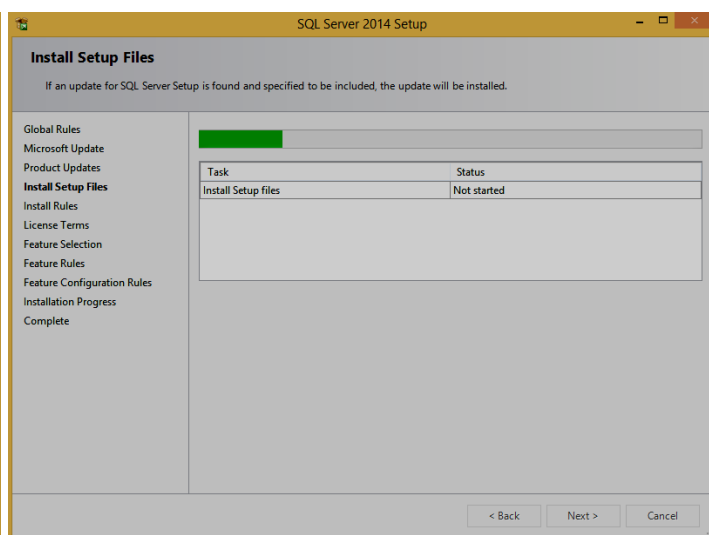 SQL Server 2014 Setup
Install Setup Files
If an update for SQL Server Setup is found and specified to be included, the update will be installed.
Global Rules
Microsoft Update
Product Updates
Install Setup Files
Install Rules
License Terms
Feature Selection
Feature Rules
Feature Configuration Rules
Installation Progress
Complete
Task Status
Install Setup files Not started
< Back Next > Cancel